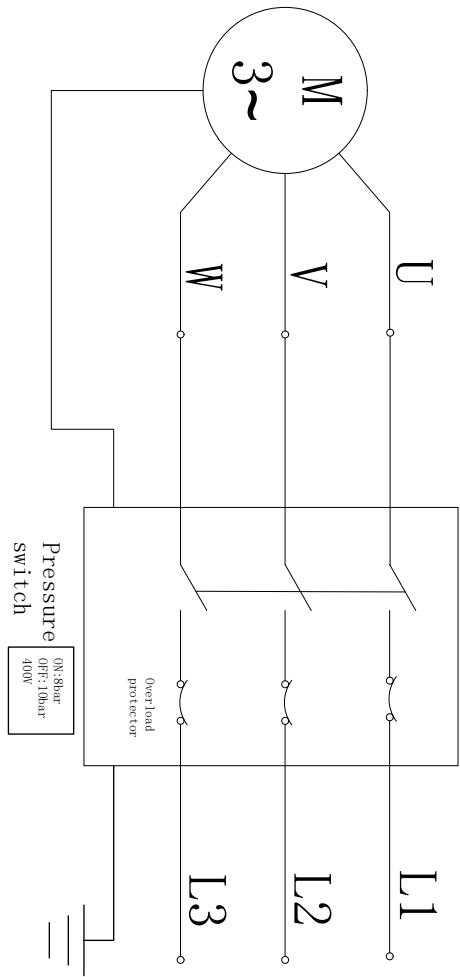 M
3~
U
V
W
Pressure
switch
ON:8bar
OFF:10bar
400V
Overload
protector
L1
L2
L3